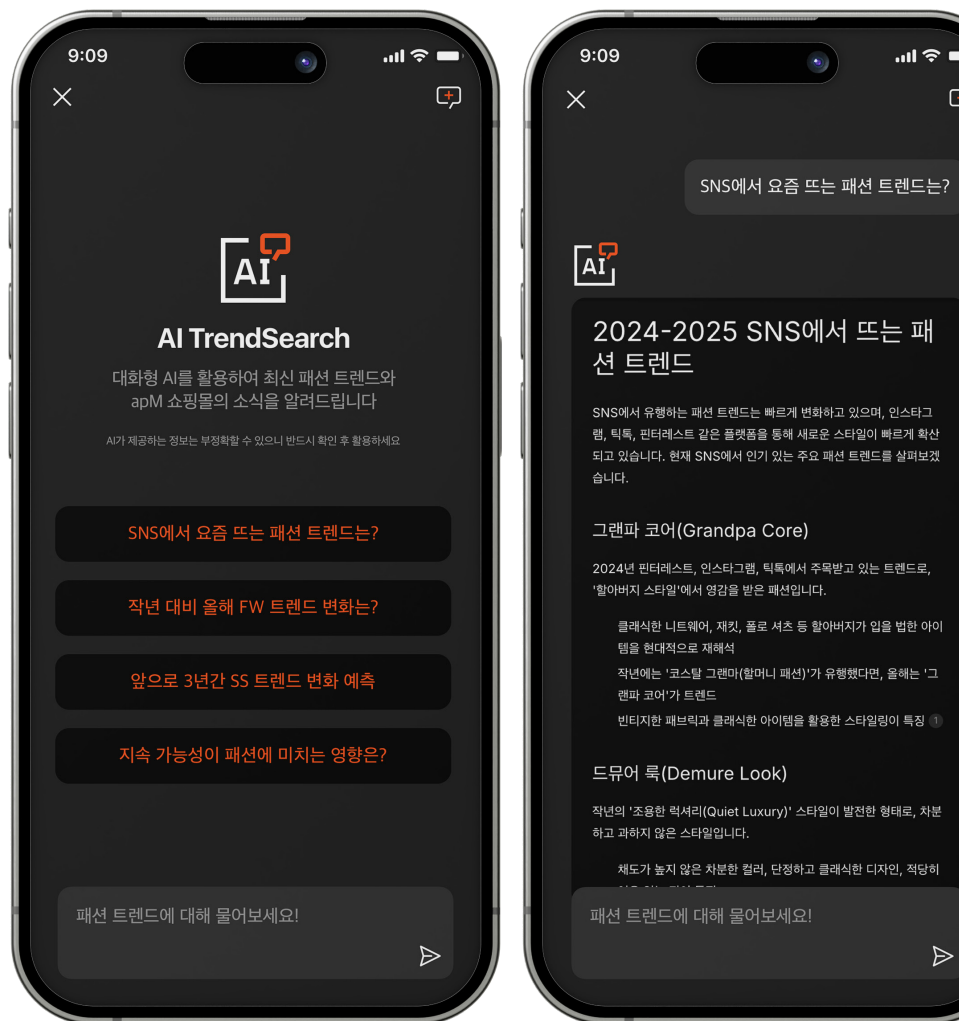 9:09
AI
AI TrendSearch
대화형 AI를 활용하여 최신 패션 트렌드와
apM 쇼핑몰의 소식을 알려드립니다
AI가 제공하는 정보는 부정확할 수 있으니 반드시 확인 후 활용하세요
SNS에서 요즘 뜨는 패션 트렌드는?
작년 대비 올해 FW 트렌드 변화는?
앞으로 3년간 SS 트렌드 변화 예측
지속 가능성이 패션에 미치는 영향은?
패션 트렌드에 대해 물어보세요!
9:09
SNS에서 요즘 뜨는 패션 트렌드는?
AI
2024-2025 SNS에서 뜨는 패
션 트렌드
SNS에서 유행하는 패션 트렌드는 빠르게 변화하고 있으며, 인스타그
램, 틱톡, 핀터레스트 같은 플랫폼을 통해 새로운 스타일이 빠르게 확산
되고 있습니다. 현재 SNS에서 인기 있는 주요 패션 트렌드를 살펴보겠
습니다.
그랜파 코어(Grandpa Core)
2024년 핀터레스트, 인스타그램, 틱톡에서 주목받고 있는 트렌드로,
'할아버지 스타일'에서 영감을 받은 패션입니다.
클래식한 니트웨어, 재킷, 폴로 셔츠 등 할아버지가 입을 법한 아이
템을 현대적으로 재해석
작년에는 '코스탈 그랜마(할머니 패션)'가 유행했다면, 올해는 '그
랜파 코어'가 트렌드
빈티지한 패브릭과 클래식한 아이템을 활용한 스타일링이 특징 1
드뮤어 룩(Demure Look)
작년의 '조용한 럭셔리(Quiet Luxury)' 스타일이 발전한 형태로, 차분
하고 과하지 않은 스타일입니다.
채도가 높지 않은 차분한 컬러, 단정하고 클래식한 디자인, 적당히
패션 트렌드에 대해 물어보세요!